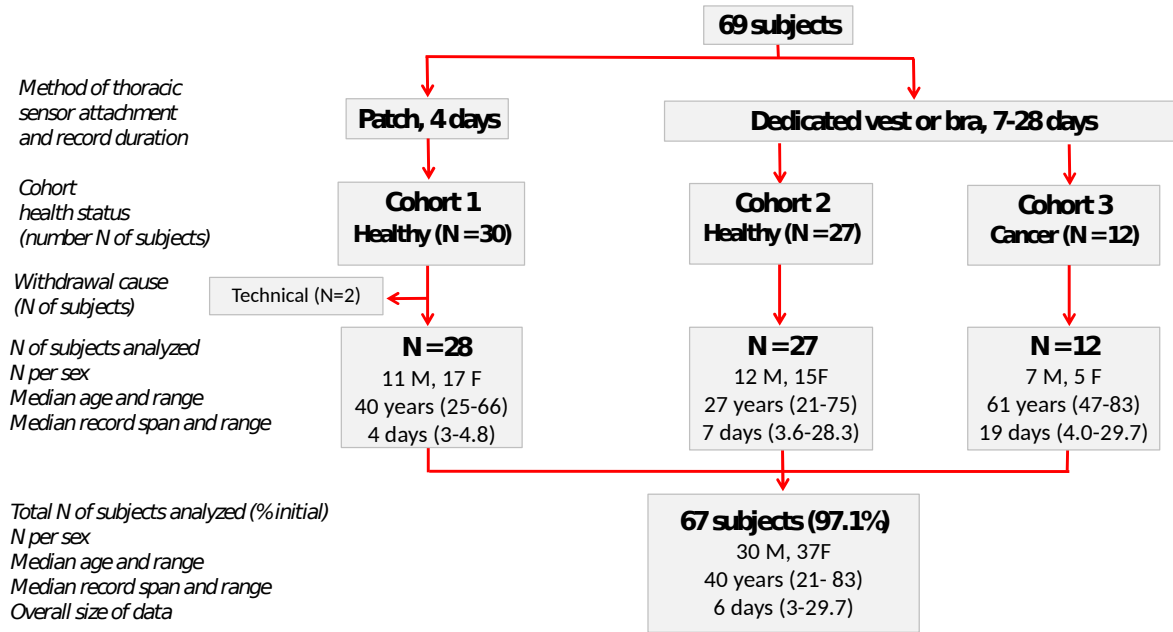 69 subjects
Method of thoracic
sensor attachment
and record duration
Patch, 4 days
Dedicated vest or bra, 7-28 days
Cohort
health status
(number N of subjects)
Cohort 1
Healthy (N = 30)
Cohort 2
Healthy (N = 27)
Cohort 3
Cancer (N = 12)
Withdrawal cause
(N of subjects)
Technical (N=2)
N of subjects analyzed
N per sex
Median age and range
Median record span and range
N = 28
11 M, 17 F
40 years (25-66)
4 days (3-4.8)
N = 27
12 M, 15F
27 years (21-75)
7 days (3.6-28.3)
N = 12
7 M, 5 F
61 years (47-83)
19 days (4.0-29.7)
Total N of subjects analyzed (% initial)
N per sex
Median age and range
Median record span and range
Overall size of data
67 subjects (97.1%)
30 M, 37F
40 years (21- 83)
6 days (3-29.7)